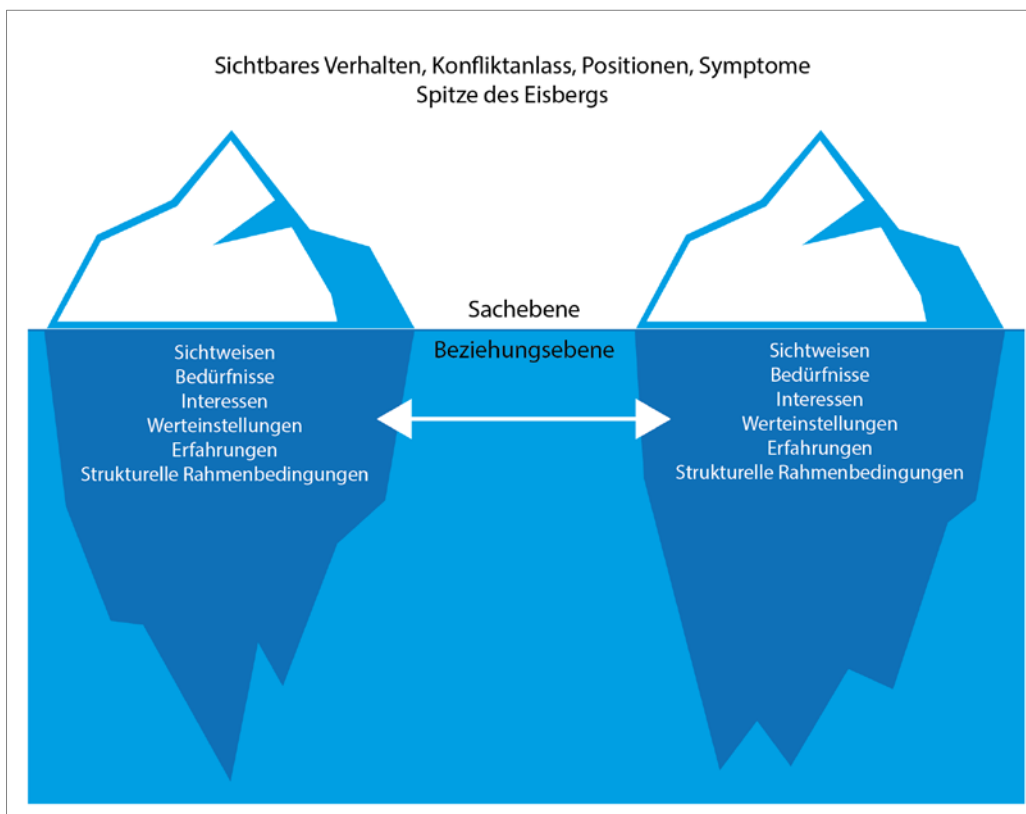 Sichtbares Verhalten, Konfliktanlass, Positionen, Symptome
Spitze des Eisbergs
Sachebene
Beziehungsebene
Sichtweisen
Bedürfnisse
Interessen
Werteinstellungen
Erfahrungen
Strukturelle Rahmenbedingungen
Sichtweisen
Bedürfnisse
Interessen
Werteinstellungen
Erfahrungen
Strukturelle Rahmenbedingungen